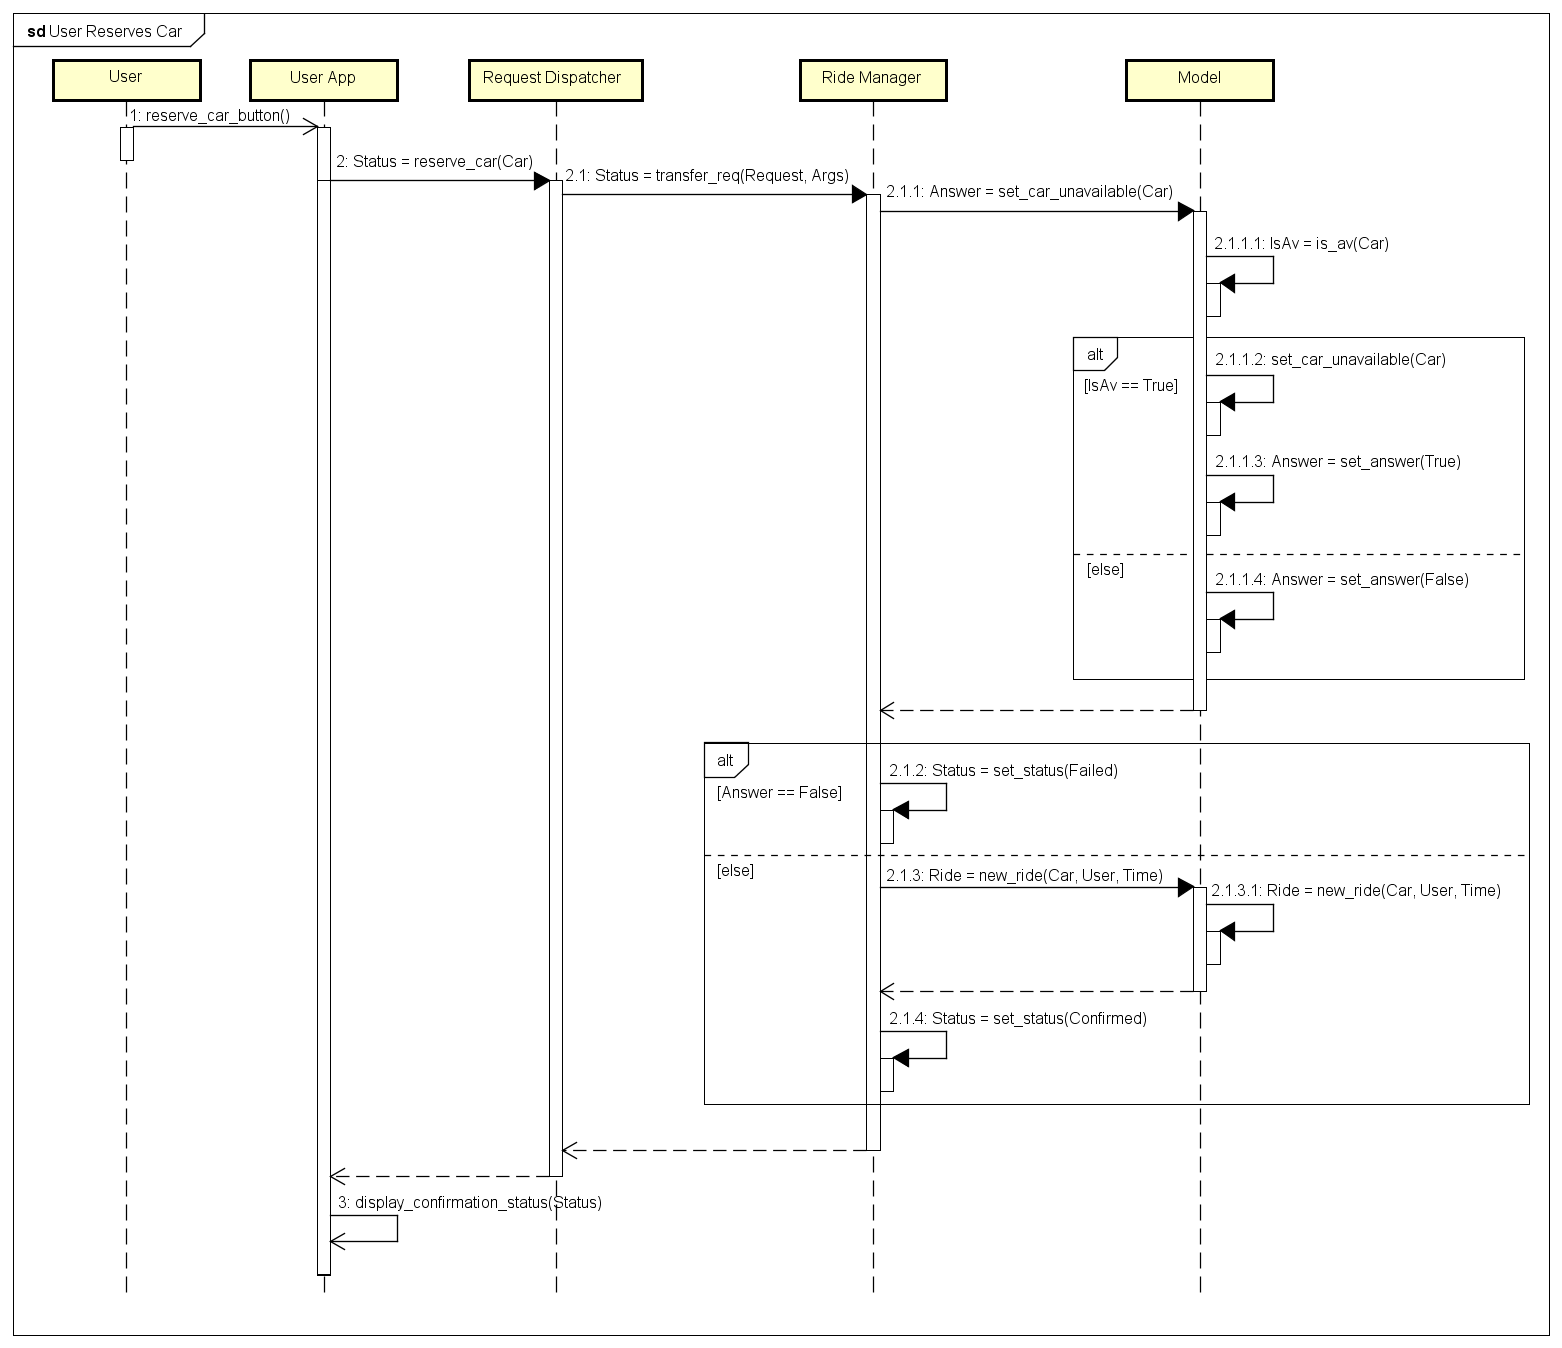 sd User Reserves Car
User
User App
Request Dispatcher
Ride Manager
Model
1: reserve_car_button()
2: Status = reserve_car(Car)
2.1: Status = transfer_req(Request, Args)
2.1.1: Answer = set_car_unavailable(Car)
2.1.1.1: IsAv = is_av(Car)
alt
[IsAv == True]
2.1.1.2: set_car_unavailable(Car)
2.1.1.3: Answer = set_answer(True)
[else]
2.1.1.4: Answer = set_answer(False)
alt
[Answer == False]
2.1.2: Status = set_status(Failed)
[else]
2.1.3: Ride = new_ride(Car, User, Time)
2.1.3.1: Ride = new_ride(Car, User, Time)
2.1.4: Status = set_status(Confirmed)
3: display_confirmation_status(Status)